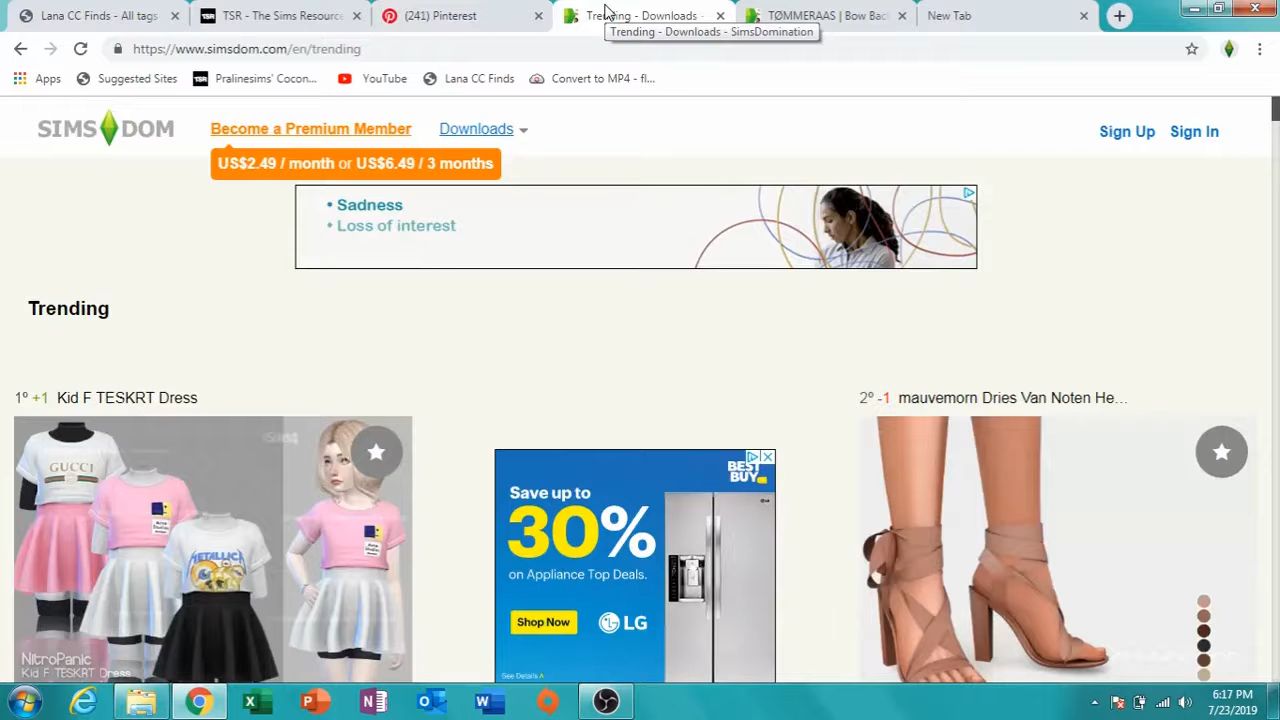 Lana CC Finds - All tags
TSR - The Sims Resource
(241) Pinterest
Trending - Downloads -
TØMMERAAS | Bow Bac
New Tab
Trending - Downloads - SimsDomination
https://www.simsdom.com/en/trending
Apps
Suggested Sites
Pralinesims' Cocon...
YouTube
Lana CC Finds
Convert to MP4 - fl...
SIMS DOM
Become a Premium Member
Downloads
Sign Up
Sign In
US$2.49 / month or US$6.49 / 3 months
• Sadness
• Loss of interest
Trending
1º +1 Kid F TESKRT Dress
2º -1 mauvemorn Dries Van Noten He...
GUCCI
METALLICA
NitroPanic
Kid F TESKRT Dress
BEST BUY
Save up to
30%
on Appliance Top Deals.
Shop Now
LG
See Details
6:17 PM
7/23/2019